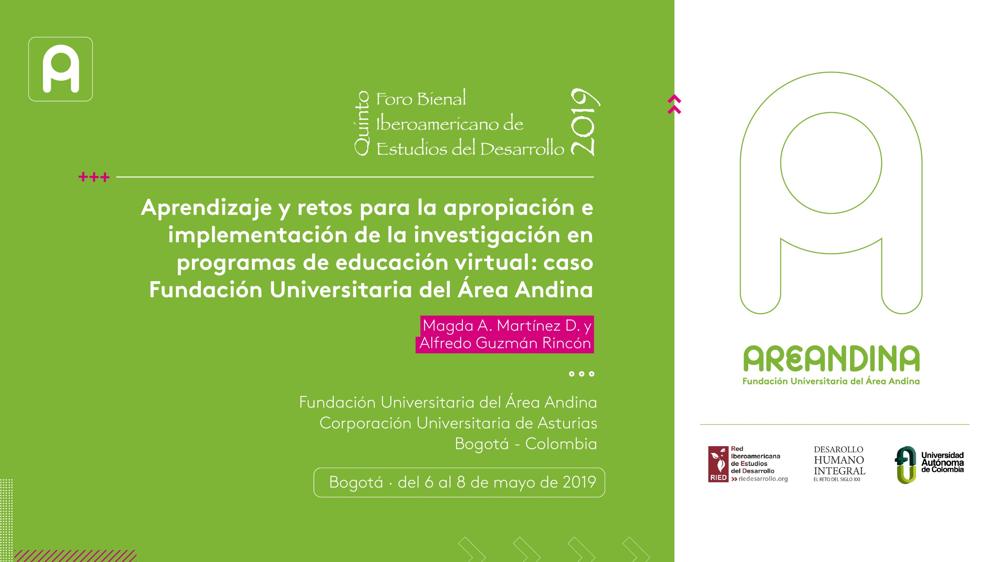 Quinto
Foro Bienal
Iberoamericano de
Estudios del Desarrollo
2019
+++
Aprendizaje y retos para la apropiación e
implementación de la investigación en
programas de educación virtual: caso
Fundación Universitaria del Área Andina
Magda A. Martínez D. y
Alfredo Guzmán Rincón
Fundación Universitaria del Área Andina
Corporación Universitaria de Asturias
Bogotá - Colombia
Bogotá · del 6 al 8 de mayo de 2019
AREANDINA
Fundación Universitaria del Área Andina
RIED
Red
Iberoamericana
de Estudios
del Desarrollo
» riedesarrollo.org
DESAROLLO
HUMANO
INTEGRAL
EL RETO DEL SIGLO XXI
Universidad
Autónoma
de Colombia